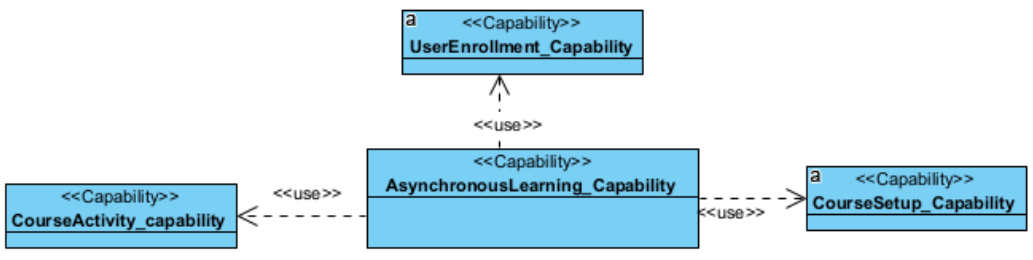 a
<<Capability>>
UserEnrollment_Capability
<<use>>
<<Capability>>
AsynchronousLearning_Capability
<<Capability>>
CourseActivity_capability
<<use>>
<<use>>
a
<<Capability>>
CourseSetup_Capability